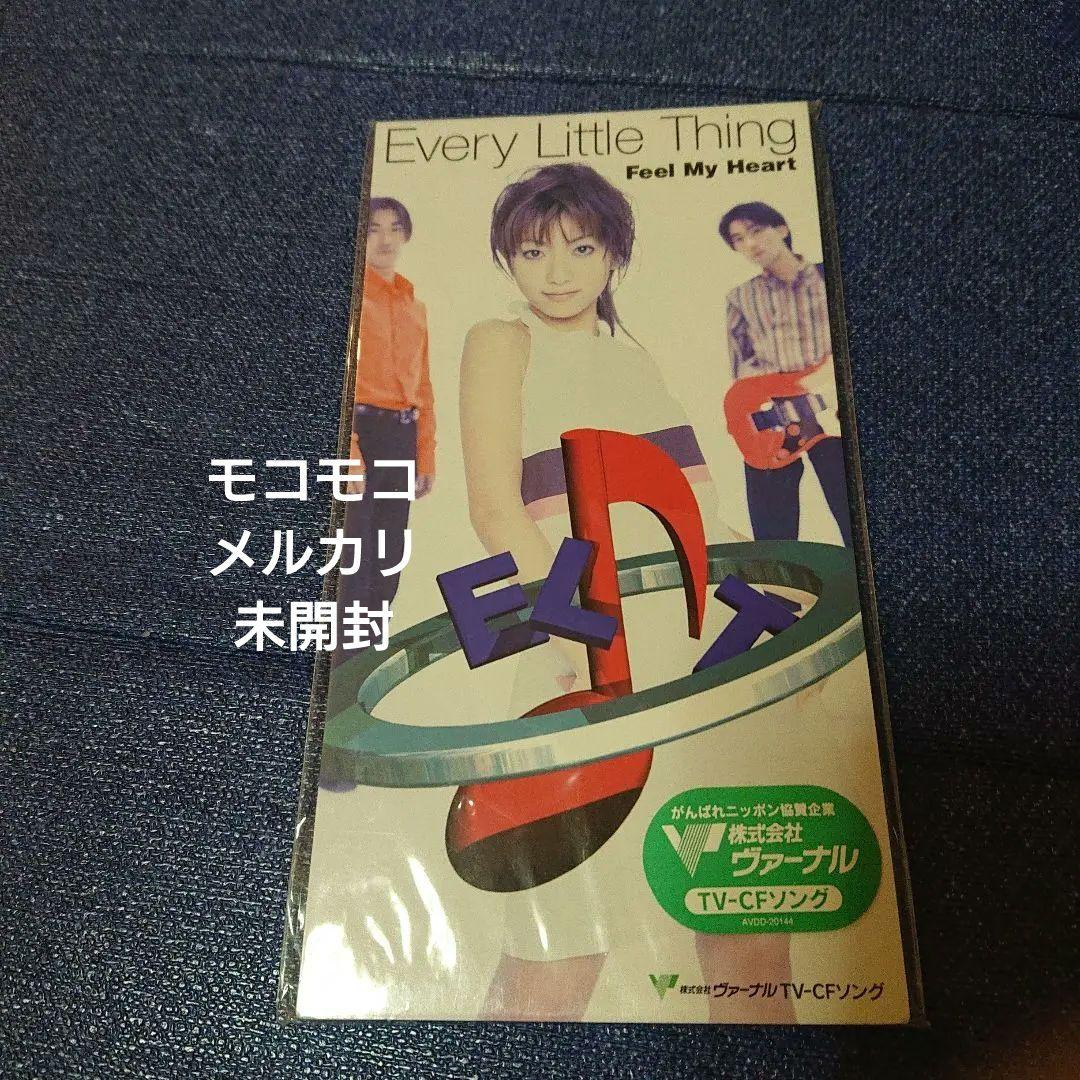 Every Little Thing
Feel My Heart
モコモコ
メルカリ
未開封
ELT
がんばれニッポン協賛企業
株式会社
ヴァーナル
TV-CFソング
AVDD-20144
株式会社ヴァーナル TV-CFソング